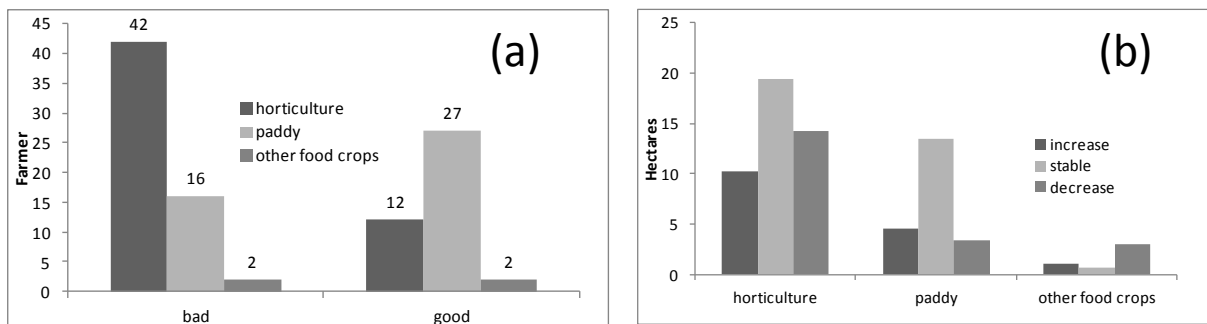 (a)
Farmer
45
40
35
30
25
20
15
10
5
0
42
16
2
12
27
2
horticulture
paddy
other food crops
bad good
(b)
Hectares
25
20
15
10
5
0
increase
stable
decrease
horticulture paddy other food crops